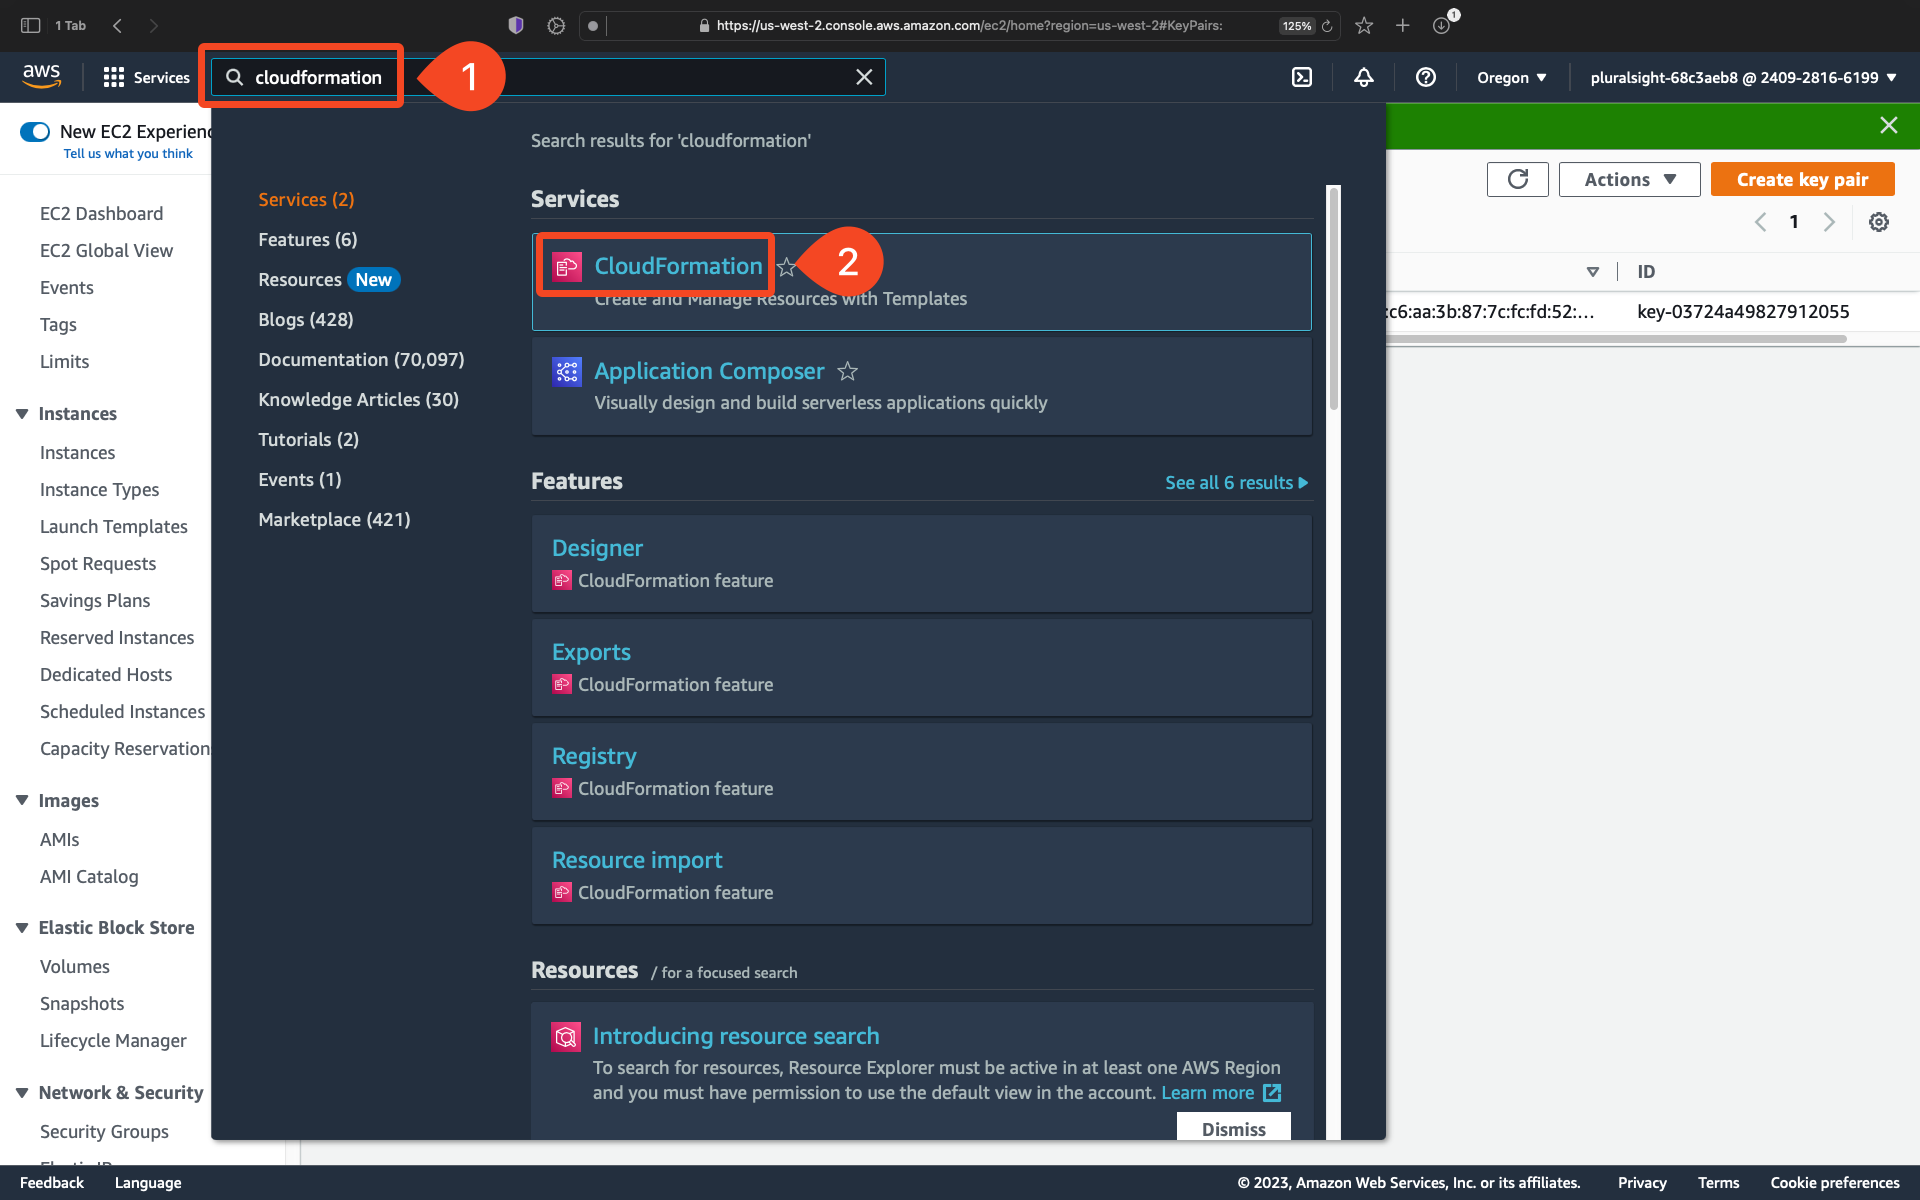 1 Tab
https://us-west-2.console.aws.amazon.com/ec2/home?region=us-west-2#KeyPairs:
125%
1
aws
Services
cloudformation
1
Oregon
pluralsight-68c3aeb8 @ 2409-2816-6199
New EC2 Experienc
Tell us what you think
EC2 Dashboard
EC2 Global View
Events
Tags
Limits
Instances
Instances
Instance Types
Launch Templates
Spot Requests
Savings Plans
Reserved Instances
Dedicated Hosts
Scheduled Instances
Capacity Reservation
Images
AMIs
AMI Catalog
Elastic Block Store
Volumes
Snapshots
Lifecycle Manager
Network & Security
Security Groups
Search results for 'cloudformation'
Services (2)
Features (6)
Resources New
Blogs (428)
Documentation (70,097)
Knowledge Articles (30)
Tutorials (2)
Events (1)
Marketplace (421)
Services
CloudFormation
2
Create and Manage Resources with Templates
Application Composer
Visually design and build serverless applications quickly
Features
See all 6 results
Designer
CloudFormation feature
Exports
CloudFormation feature
Registry
CloudFormation feature
Resource import
CloudFormation feature
Resources / for a focused search
Introducing resource search
To search for resources, Resource Explorer must be active in at least one AWS Region
and you must have permission to use the default view in the account. Learn more
Dismiss
Actions
Create key pair
1
ID
:c6:aa:3b:87:7c:fc:fd:52:...
key-03724a49827912055
Feedback
Language
© 2023, Amazon Web Services, Inc. or its affiliates.
Privacy
Terms
Cookie preferences